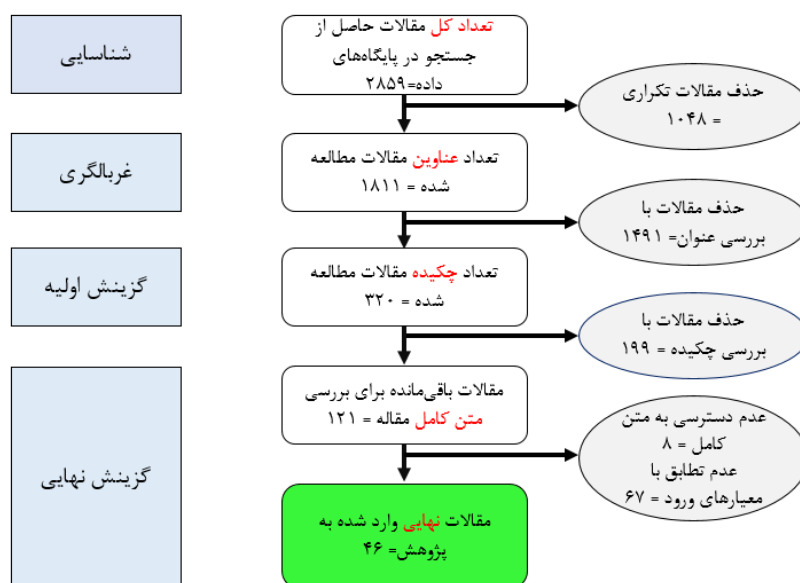 شناسایی
تعداد کل مقالات حاصل از
جستجو در پایگاه‌های
داده=۲۸۵۹
حذف مقالات تکراری
= ۱۰۴۸
غربالگری
تعداد عناوین مقالات مطالعه
شده = ۱۸۱۱
حذف مقالات با
بررسی عنوان= ۱۴۹۱
گزینش اولیه
تعداد چکیده مقالات مطالعه
شده = ۳۲۰
حذف مقالات با
بررسی چکیده = ۱۹۹
گزینش نهایی
مقالات باقی‌مانده برای بررسی
متن کامل مقاله = ۱۲۱
عدم دسترسی به متن
کامل = ۸
عدم تطابق با
معیارهای ورود = ۶۷
مقالات نهایی وارد شده به
پژوهش= ۴۶